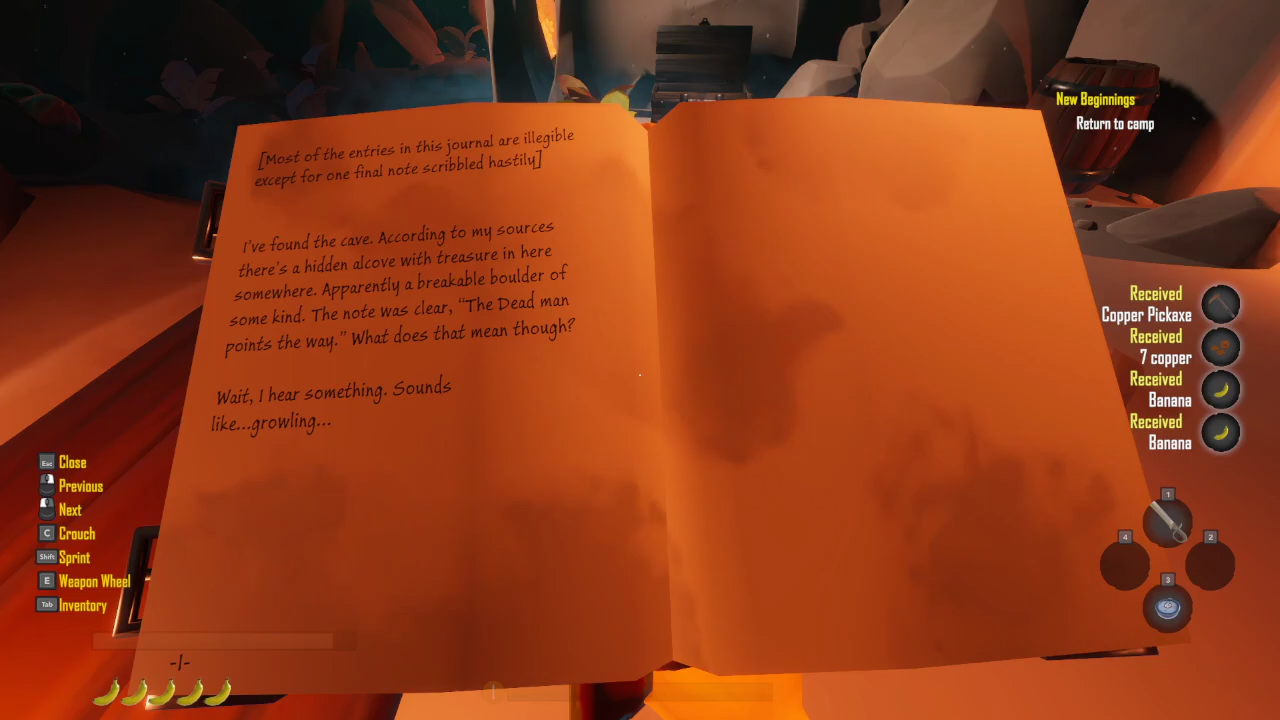 [Most of the entries in this journal are illegible
except for one final note scribbled hastily]
I've found the cave. According to my sources
there's a hidden alcove with treasure in here
somewhere. Apparently a breakable boulder of
some kind. The note was clear, "The Dead man
points the way." What does that mean though?
Wait, I hear something. Sounds
like...growling...
-1-
New Beginnings
Return to camp
Received
Copper Pickaxe
Received
7 copper
Received
Banana
Received
Banana
Esc Close
Previous
Next
C Crouch
Shift Sprint
E Weapon Wheel
Tab Inventory
1
4
2
3